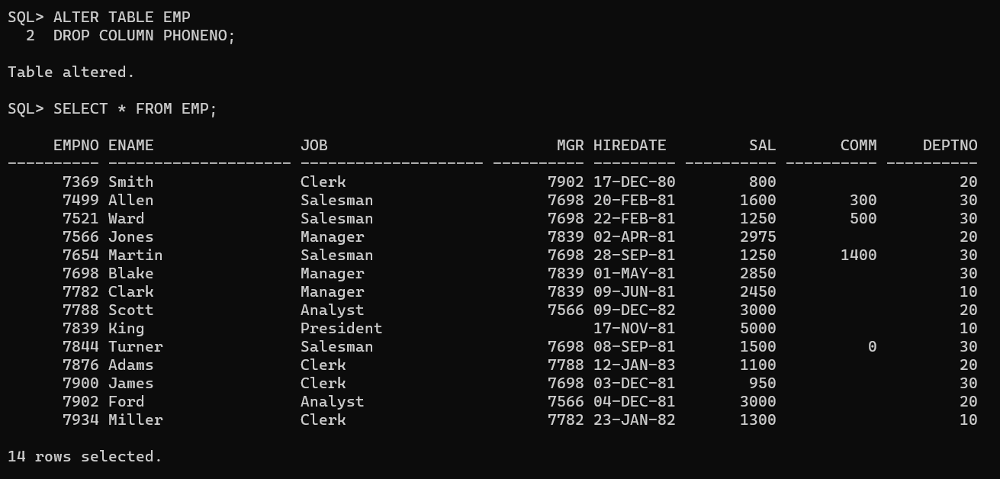 SQL> ALTER TABLE EMP
  2  DROP COLUMN PHONENO;

Table altered.

SQL> SELECT * FROM EMP;

     EMPNO ENAME                JOB                         MGR HIREDATE         SAL       COMM     DEPTNO
---------- -------------------- -------------------- ---------- --------- ---------- ---------- ----------
      7369 Smith                Clerk                      7902 17-DEC-80        800                    20
      7499 Allen                Salesman                   7698 20-FEB-81       1600        300         30
      7521 Ward                 Salesman                   7698 22-FEB-81       1250        500         30
      7566 Jones                Manager                    7839 02-APR-81       2975                    20
      7654 Martin               Salesman                   7698 28-SEP-81       1250       1400         30
      7698 Blake                Manager                    7839 01-MAY-81       2850                    30
      7782 Clark                Manager                    7839 09-JUN-81       2450                    10
      7788 Scott                Analyst                    7566 09-DEC-82       3000                    20
      7839 King                 President                       17-NOV-81       5000                    10
      7844 Turner               Salesman                   7698 08-SEP-81       1500          0         30
      7876 Adams                Clerk                      7788 12-JAN-83       1100                    20
      7900 James                Clerk                      7698 03-DEC-81        950                    30
      7902 Ford                 Analyst                    7566 04-DEC-81       3000                    20
      7934 Miller               Clerk                      7782 23-JAN-82       1300                    10

14 rows selected.